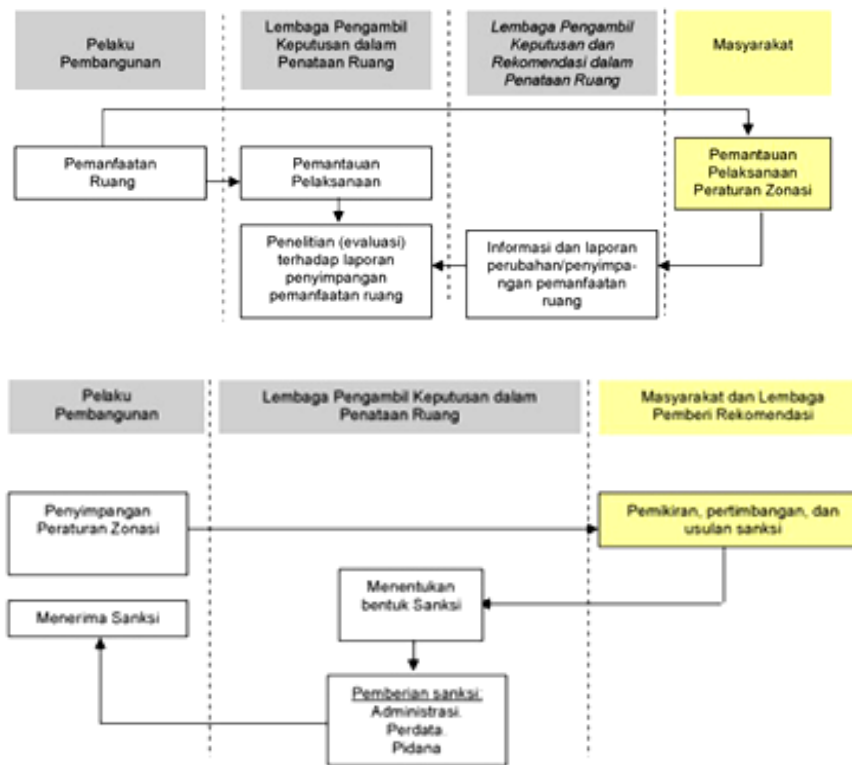 Pelaku
Pembangunan
Lembaga Pengambil
Keputusan dalam
Penataan Ruang
Lembaga Pengambil
Keputusan dan
Rekomendasi dalam
Penataan Ruang
Masyarakat
Pemanfaatan
Ruang
Pemantauan
Pelaksanaan
Pemantauan
Pelaksanaan
Peraturan Zonasi
Penelitian (evaluasi)
terhadap laporan
penyimpangan
pemanfaatan ruang
Informasi dan laporan
perubahan/penyimpa-
ngan pemanfaatan
ruang
Pelaku
Pembangunan
Lembaga Pengambil Keputusan dalam
Penataan Ruang
Masyarakat dan Lembaga
Pemberi Rekomendasi
Penyimpangan
Peraturan Zonasi
Pemikiran, pertimbangan, dan
usulan sanksi
Menentukan
bentuk Sanksi
Menerima Sanksi
Pemberian sanksi:
Administrasi.
Perdata.
Pidana